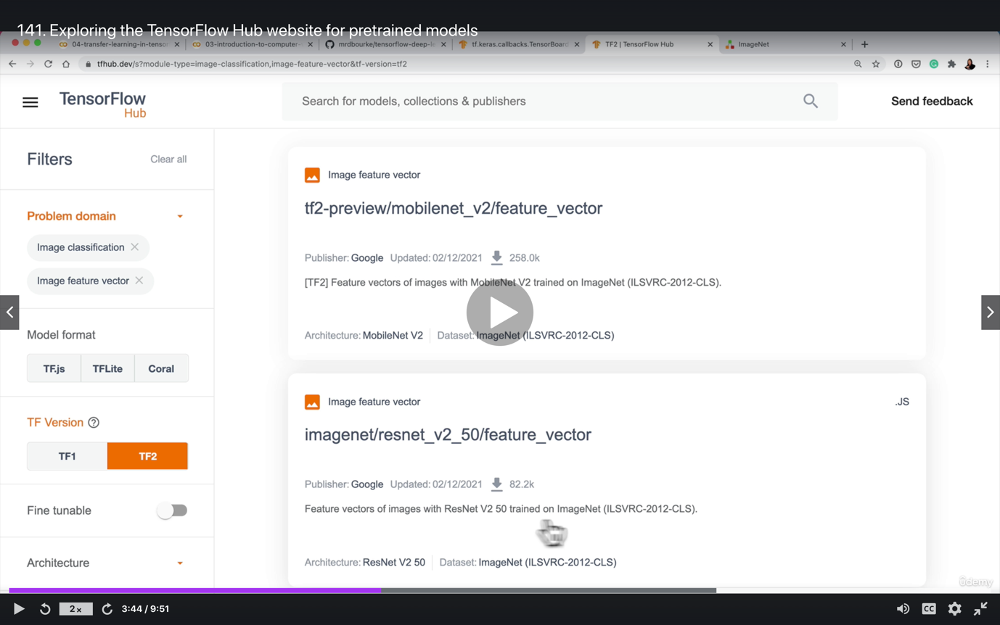 141. Exploring the TensorFlow Hub website for pretrained models
04-transfer-learning-in-tensor
03-introduction-to-computer-
mrdbourke/tensorflow-deep-le
tf.keras.callbacks.TensorBoard
TF2 | TensorFlow Hub
ImageNet
tfhub.dev/s?module-type=image-classification,image-feature-vector&tf-version=tf2
TensorFlow
Hub
Search for models, collections & publishers
Send feedback
Filters
Clear all
Problem domain
Image classification
Image feature vector
Model format
TF.js TFLite Coral
TF Version
TF1 TF2
Fine tunable
Architecture
Image feature vector
tf2-preview/mobilenet_v2/feature_vector
Publisher: Google Updated: 02/12/2021 258.0k
[TF2] Feature vectors of images with MobileNet V2 trained on ImageNet (ILSVRC-2012-CLS).
Architecture: MobileNet V2 Dataset: ImageNet (ILSVRC-2012-CLS)
Image feature vector
.JS
imagenet/resnet_v2_50/feature_vector
Publisher: Google Updated: 02/12/2021 82.2k
Feature vectors of images with ResNet V2 50 trained on ImageNet (ILSVRC-2012-CLS).
Architecture: ResNet V2 50 Dataset: ImageNet (ILSVRC-2012-CLS)
ûdemy
2x
3:44 / 9:51
CC